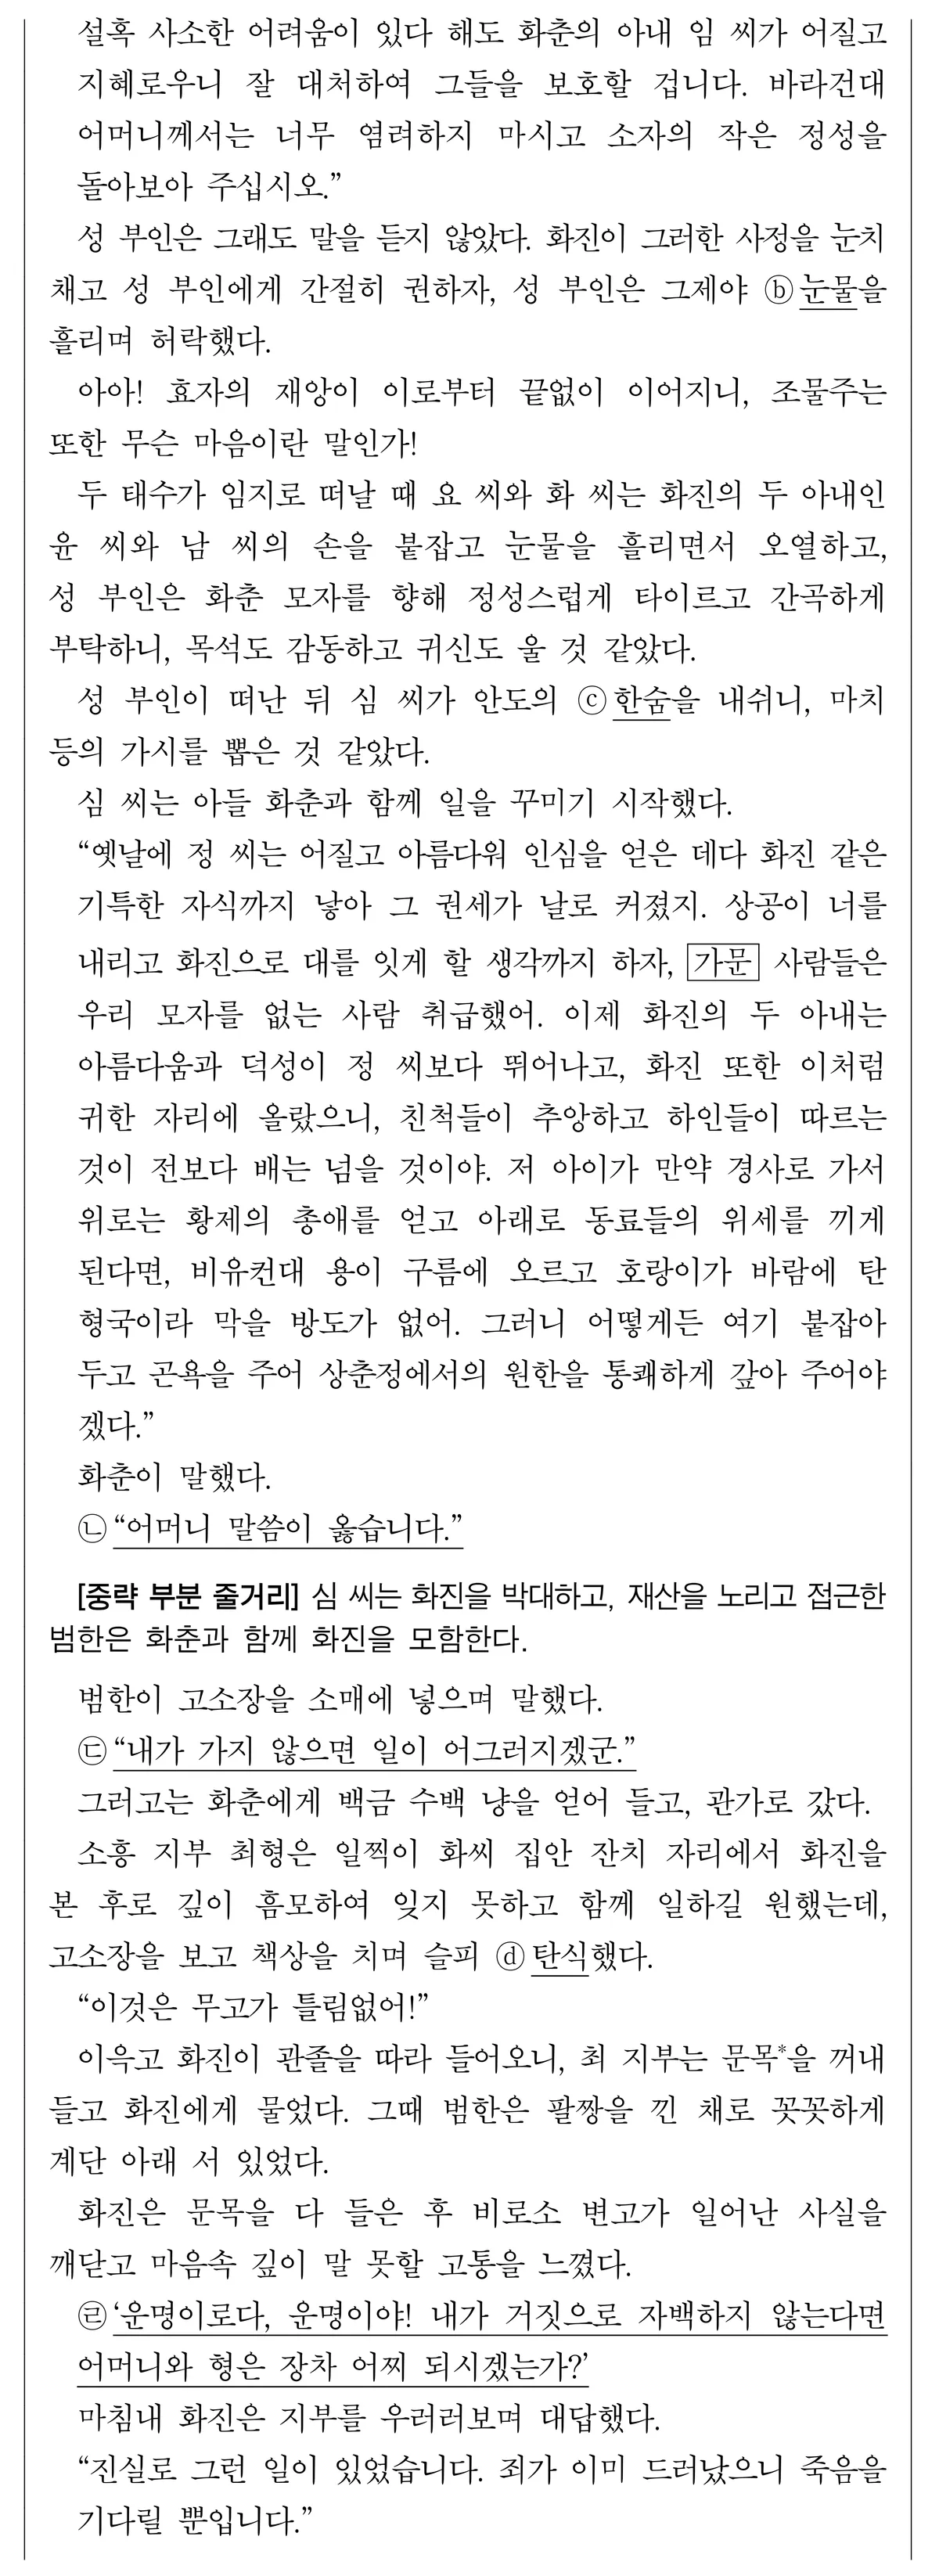 설혹 사소한 어려움이 있다 해도 화춘의 아내 임 씨가 어질고
지혜로우니 잘 대처하여 그들을 보호할 겁니다. 바라건대
어머니께서는 너무 염려하지 마시고 소자의 작은 정성을
돌아보아 주십시오.”
성 부인은 그래도 말을 듣지 않았다. 화진이 그러한 사정을 눈치
채고 성 부인에게 간절히 권하자, 성 부인은 그제야 ⓑ눈물을
흘리며 허락했다.
아아! 효자의 재앙이 이로부터 끝없이 이어지니, 조물주는
또한 무슨 마음이란 말인가!
두 태수가 임지로 떠날 때 요 씨와 화 씨는 화진의 두 아내인
윤 씨와 남 씨의 손을 붙잡고 눈물을 흘리면서 오열하고,
성 부인은 화춘 모자를 향해 정성스럽게 타이르고 간곡하게
부탁하니, 목석도 감동하고 귀신도 울 것 같았다.
성 부인이 떠난 뒤 심 씨가 안도의 ⓒ한숨을 내쉬니, 마치
등의 가시를 뽑은 것 같았다.
심 씨는 아들 화춘과 함께 일을 꾸미기 시작했다.
“옛날에 정 씨는 어질고 아름다워 인심을 얻은 데다 화진 같은
기특한 자식까지 낳아 그 권세가 날로 커졌지. 상공이 너를
내리고 화진으로 대를 잇게 할 생각까지 하자, 가문 사람들은
우리 모자를 없는 사람 취급했어. 이제 화진의 두 아내는
아름다움과 덕성이 정 씨보다 뛰어나고, 화진 또한 이처럼
귀한 자리에 올랐으니, 친척들이 추앙하고 하인들이 따르는
것이 전보다 배는 넘을 것이야. 저 아이가 만약 경사로 가서
위로는 황제의 총애를 얻고 아래로 동료들의 위세를 끼게
된다면, 비유컨대 용이 구름에 오르고 호랑이가 바람에 탄
형국이라 막을 방도가 없어. 그러니 어떻게든 여기 붙잡아
두고 곤욕을 주어 상춘정에서의 원한을 통쾌하게 갚아 주어야
겠다.”
화춘이 말했다.
㉡“어머니 말씀이 옳습니다.”
[중략 부분 줄거리] 심 씨는 화진을 박대하고, 재산을 노리고 접근한
범한은 화춘과 함께 화진을 모함한다.
범한이 고소장을 소매에 넣으며 말했다.
㉢“내가 가지 않으면 일이 어그러지겠군.”
그러고는 화춘에게 백금 수백 냥을 얻어 들고, 관가로 갔다.
소흥 지부 최형은 일찍이 화씨 집안 잔치 자리에서 화진을
본 후로 깊이 흠모하여 잊지 못하고 함께 일하길 원했는데,
고소장을 보고 책상을 치며 슬피 ⓓ탄식했다.
“이것은 무고가 틀림없어!”
이윽고 화진이 관졸을 따라 들어오니, 최 지부는 문목*을 꺼내
들고 화진에게 물었다. 그때 범한은 팔짱을 낀 채로 꼿꼿하게
계단 아래 서 있었다.
화진은 문목을 다 들은 후 비로소 변고가 일어난 사실을
깨닫고 마음속 깊이 말 못할 고통을 느꼈다.
㉣‘운명이로다, 운명이야! 내가 거짓으로 자백하지 않는다면
어머니와 형은 장차 어찌 되시겠는가?’
마침내 화진은 지부를 우러러보며 대답했다.
“진실로 그런 일이 있었습니다. 죄가 이미 드러났으니 죽음을
기다릴 뿐입니다.”